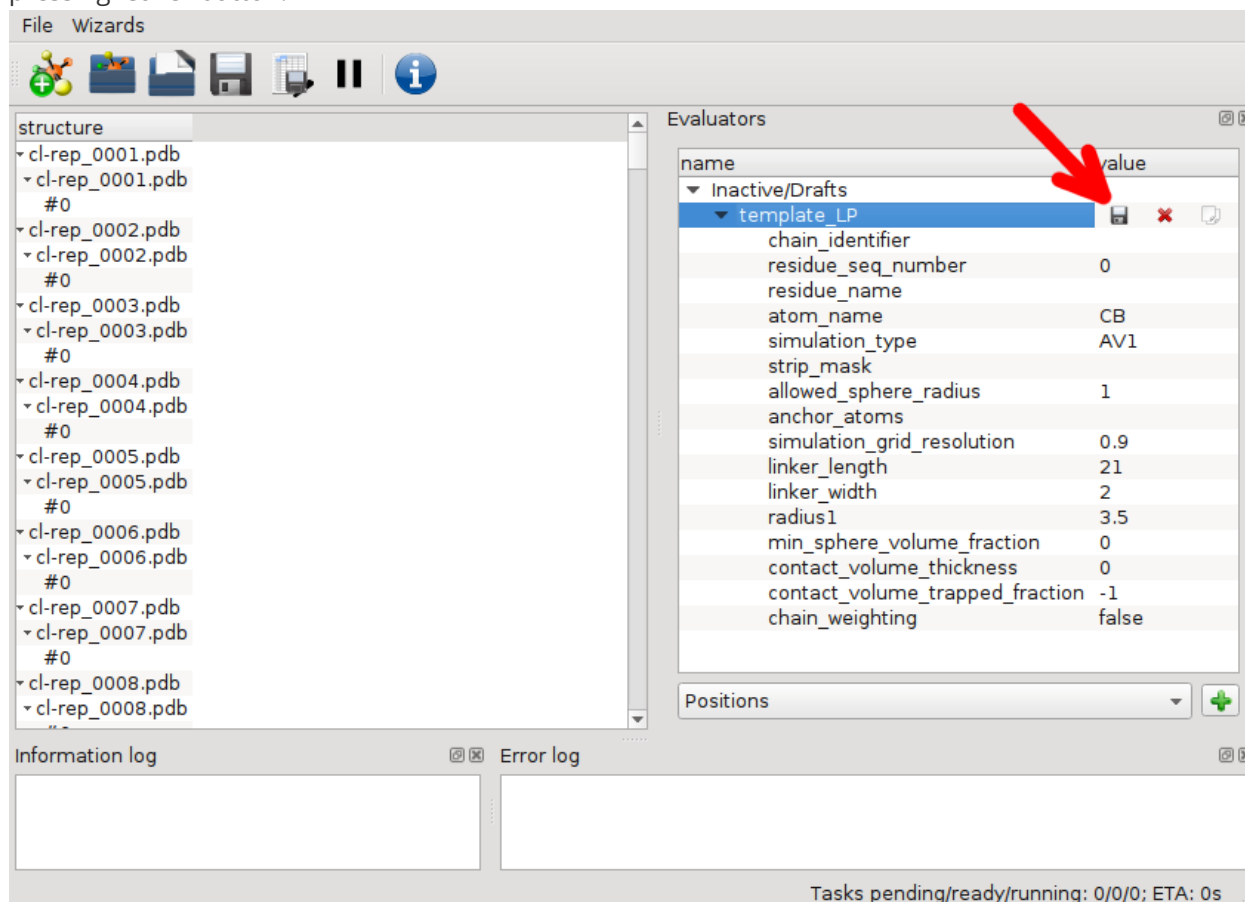 File Wizards
structure
cl-rep_0001.pdb
cl-rep_0001.pdb
#0
cl-rep_0002.pdb
cl-rep_0002.pdb
#0
cl-rep_0003.pdb
cl-rep_0003.pdb
#0
cl-rep_0004.pdb
cl-rep_0004.pdb
#0
cl-rep_0005.pdb
cl-rep_0005.pdb
#0
cl-rep_0006.pdb
cl-rep_0006.pdb
#0
cl-rep_0007.pdb
cl-rep_0007.pdb
#0
cl-rep_0008.pdb
cl-rep_0008.pdb
Evaluators
name value
Inactive/Drafts
template_LP
chain_identifier
residue_seq_number 0
residue_name
atom_name CB
simulation_type AV1
strip_mask
allowed_sphere_radius 1
anchor_atoms
simulation_grid_resolution 0.9
linker_length 21
linker_width 2
radius1 3.5
min_sphere_volume_fraction 0
contact_volume_thickness 0
contact_volume_trapped_fraction -1
chain_weighting false
Positions
Information log
Error log
Tasks pending/ready/running: 0/0/0; ETA: 0s